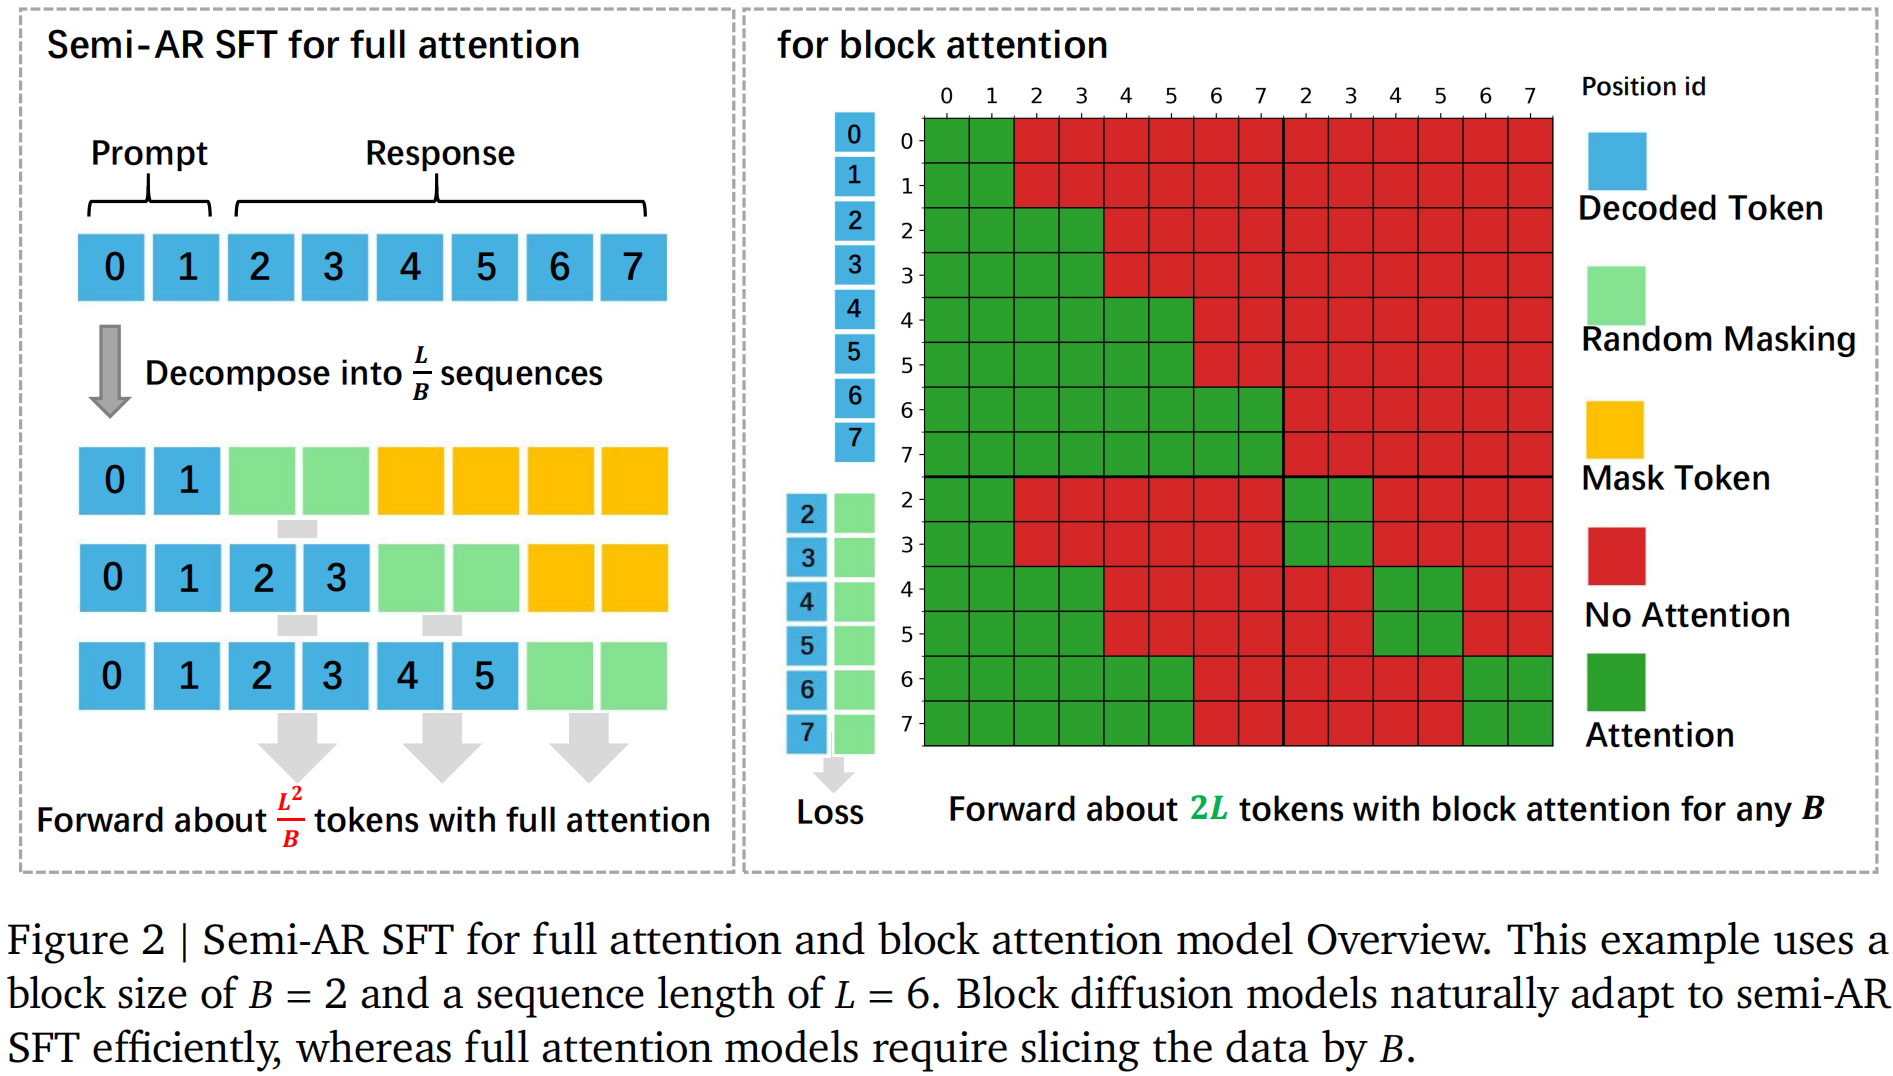 Semi-AR SFT for full attention
Prompt Response
0 1 2 3 4 5 6 7
Decompose into L/B sequences
0 1
0 1 2 3
0 1 2 3 4 5
Forward about L²/B tokens with full attention
for block attention
0 1 2 3 4 5 6 7 2 3 4 5 6 7
Position id
0 0
1 1
2 2
3 3
4 4
5 5
6 6
7 7
2 2
3 3
4 4
5 5
6 6
7 7
Loss
Forward about 2L tokens with block attention for any B
Decoded Token
Random Masking
Mask Token
No Attention
Attention
Figure 2 | Semi-AR SFT for full attention and block attention model Overview. This example uses a
block size of B = 2 and a sequence length of L = 6. Block diffusion models naturally adapt to semi-AR
SFT efficiently, whereas full attention models require slicing the data by B.